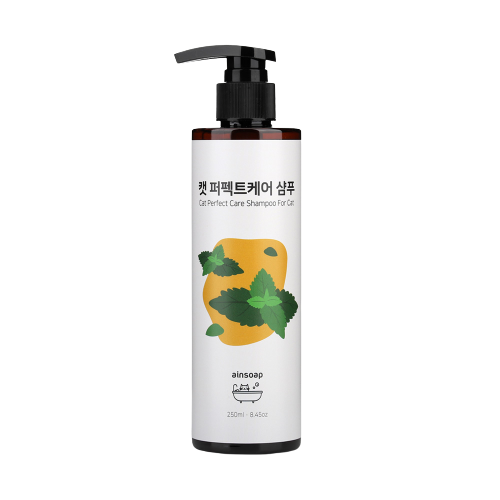 캣 퍼펙트케어 샴푸
Cat Perfect Care Shampoo For Cat
ainsoap
250ml · 8.45oz